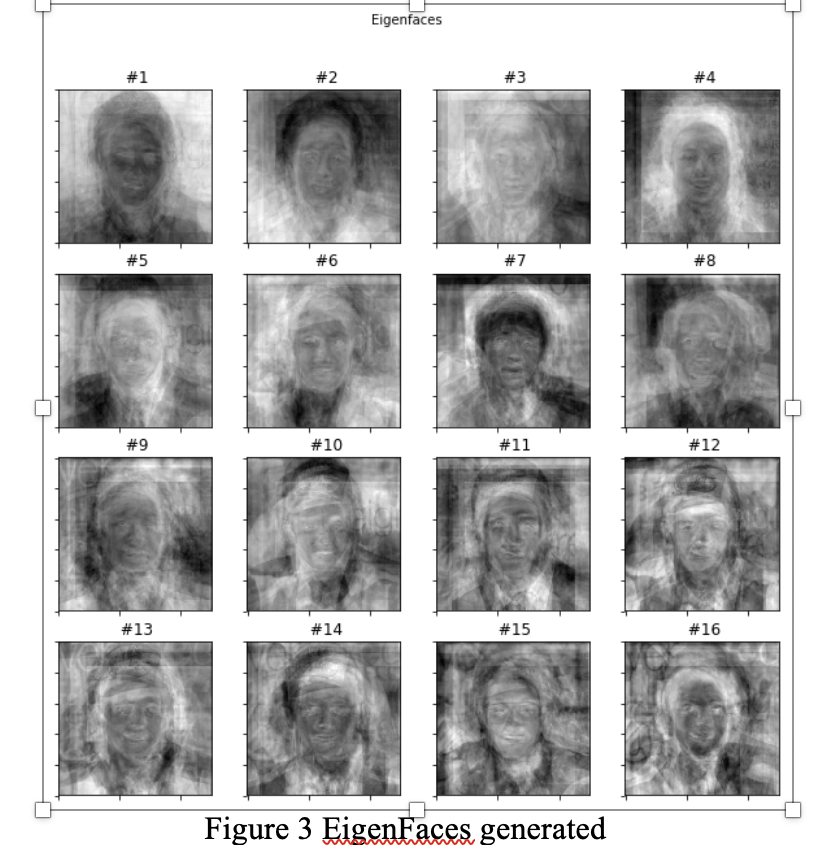 Eigenfaces
#1 #2 #3 #4
#5 #6 #7 #8
#9 #10 #11 #12
#13 #14 #15 #16
Figure 3 EigenFaces generated